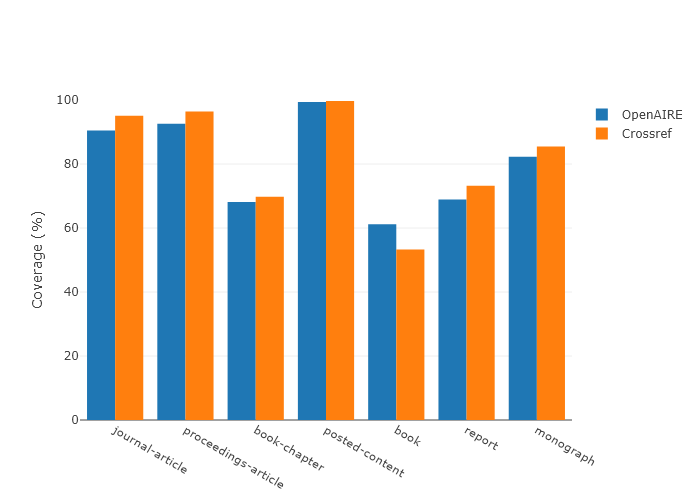 100
80
60
40
20
0
Coverage (%)
journal-article
proceedings-article
book-chapter
posted-content
book
report
monograph
OpenAIRE
Crossref